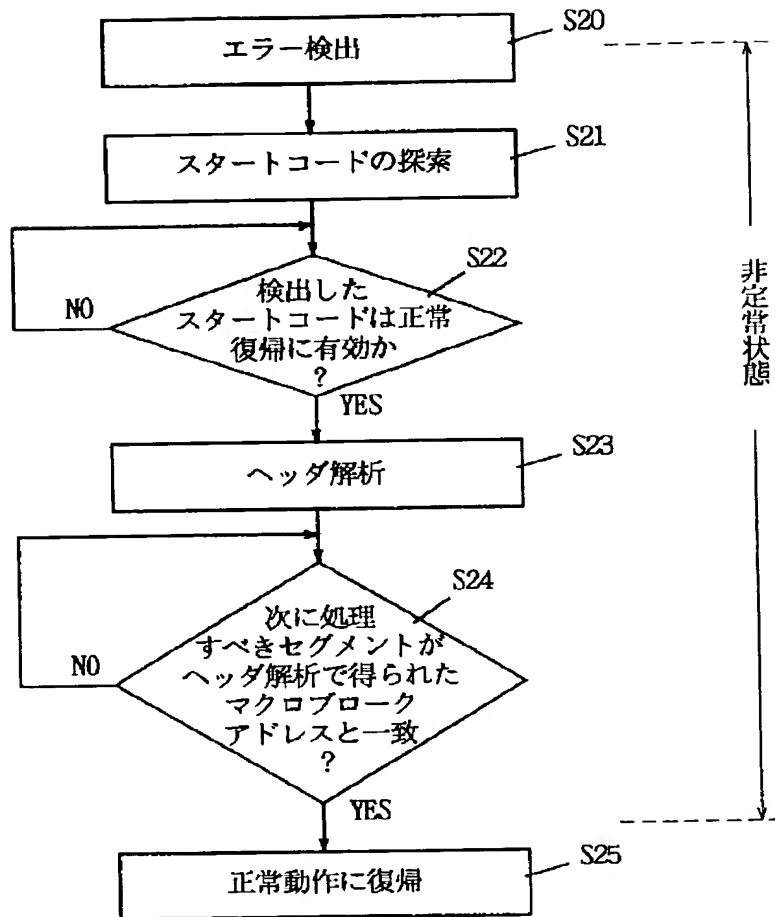 エラー検出
S20
スタートコードの探索
S21
S22
検出した
スタートコードは正常
復帰に有効か
?
NO
YES
非定常状態
ヘッダ解析
S23
S24
次に処理
すべきセグメントが
ヘッダ解析で得られた
マクロブローク
アドレスと一致
?
NO
YES
正常動作に復帰
S25